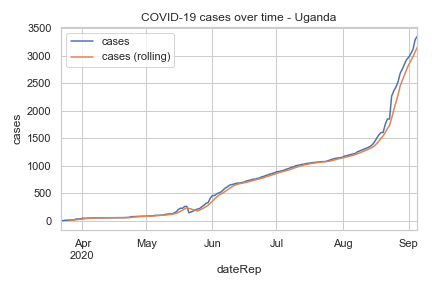 COVID-19 cases over time - Uganda
cases
cases (rolling)
3500
3000
2500
2000
1500
1000
500
0
cases
Apr
2020
May
Jun
Jul
Aug
Sep
dateRep